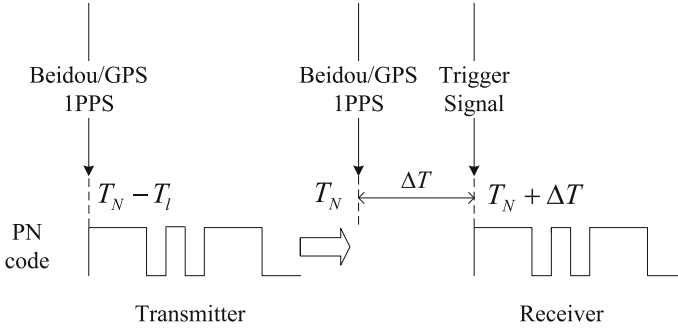 Beidou/GPS
1PPS
Beidou/GPS
1PPS
Trigger
Signal
T_N − T_l
T_N
ΔT
T_N + ΔT
PN
code
Transmitter
Receiver